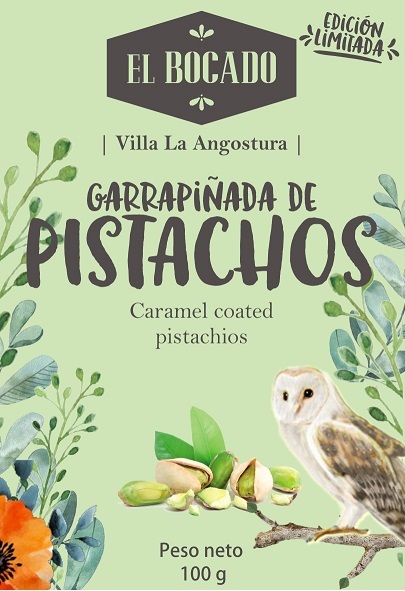 EL BOCADO
EDICIÓN
LIMITADA
| Villa La Angostura |
GARRAPIÑADA DE
PISTACHOS
Caramel coated
pistachios
Peso neto
100 g